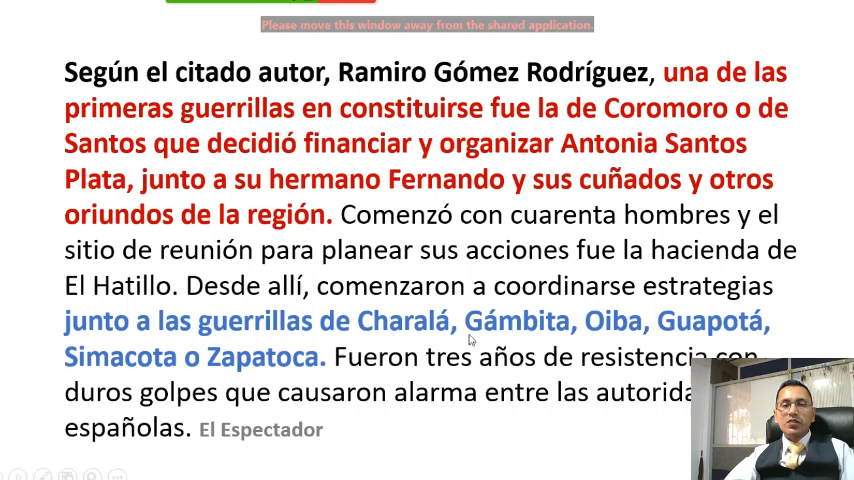 Please move this window away from the shared application.
Según el citado autor, Ramiro Gómez Rodríguez, una de las
primeras guerrillas en constituirse fue la de Coromoro o de
Santos que decidió financiar y organizar Antonia Santos
Plata, junto a su hermano Fernando y sus cuñados y otros
oriundos de la región. Comenzó con cuarenta hombres y el
sitio de reunión para planear sus acciones fue la hacienda de
El Hatillo. Desde allí, comenzaron a coordinarse estrategias
junto a las guerrillas de Charalá, Gámbita, Oiba, Guapotá,
Simacota o Zapatoca. Fueron tres años de resistencia con
duros golpes que causaron alarma entre las
españolas. El Espectador